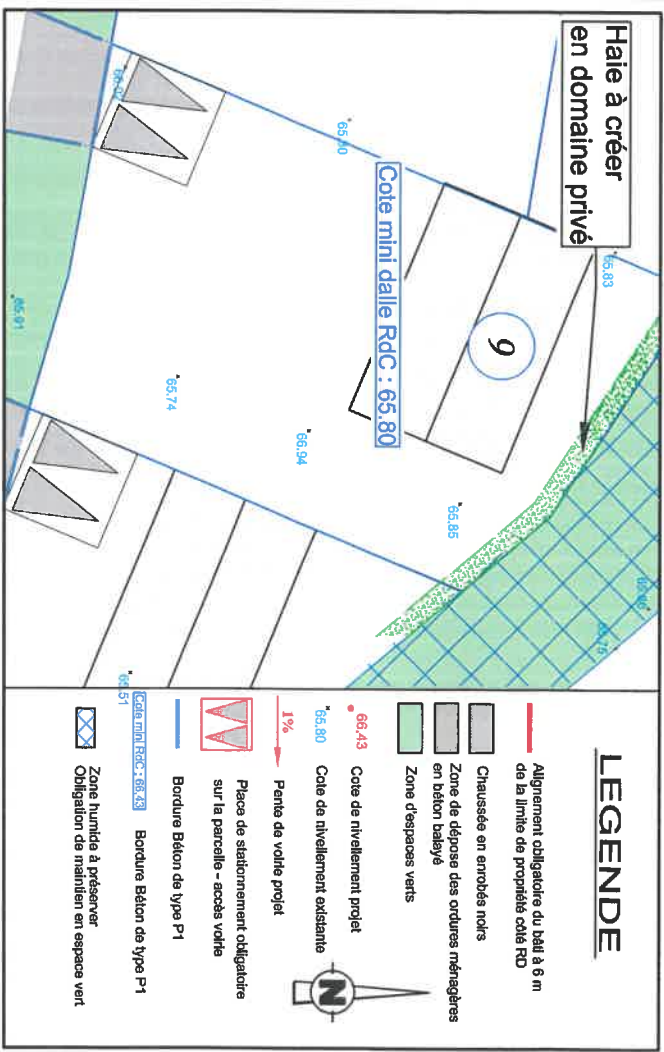 Haie à créer
en domaine privé
65.83
65.80
66.02
Cote mini dalle RdC : 65.80
9
65.85
66.94
65.74
65.91
65.75
65.51
LEGENDE
Alignement obligatoire du bâti à 6 m
de la limite de propriété côté RD
Chaussée en enrobés noirs
Zone de dépose des ordures ménagères
en béton balayé
Zone d'espaces verts
66.43 Cote de nivellement projet
65.80 Cote de nivellement existante
1% Pente de voirie projet
Place de stationnement obligatoire
sur la parcelle - accès voirie
Bordure Béton de type P1
Cote mini RdC : 66.43 Bordure Béton de type P1
Zone humide à préserver
Obligation de maintien en espace vert
N